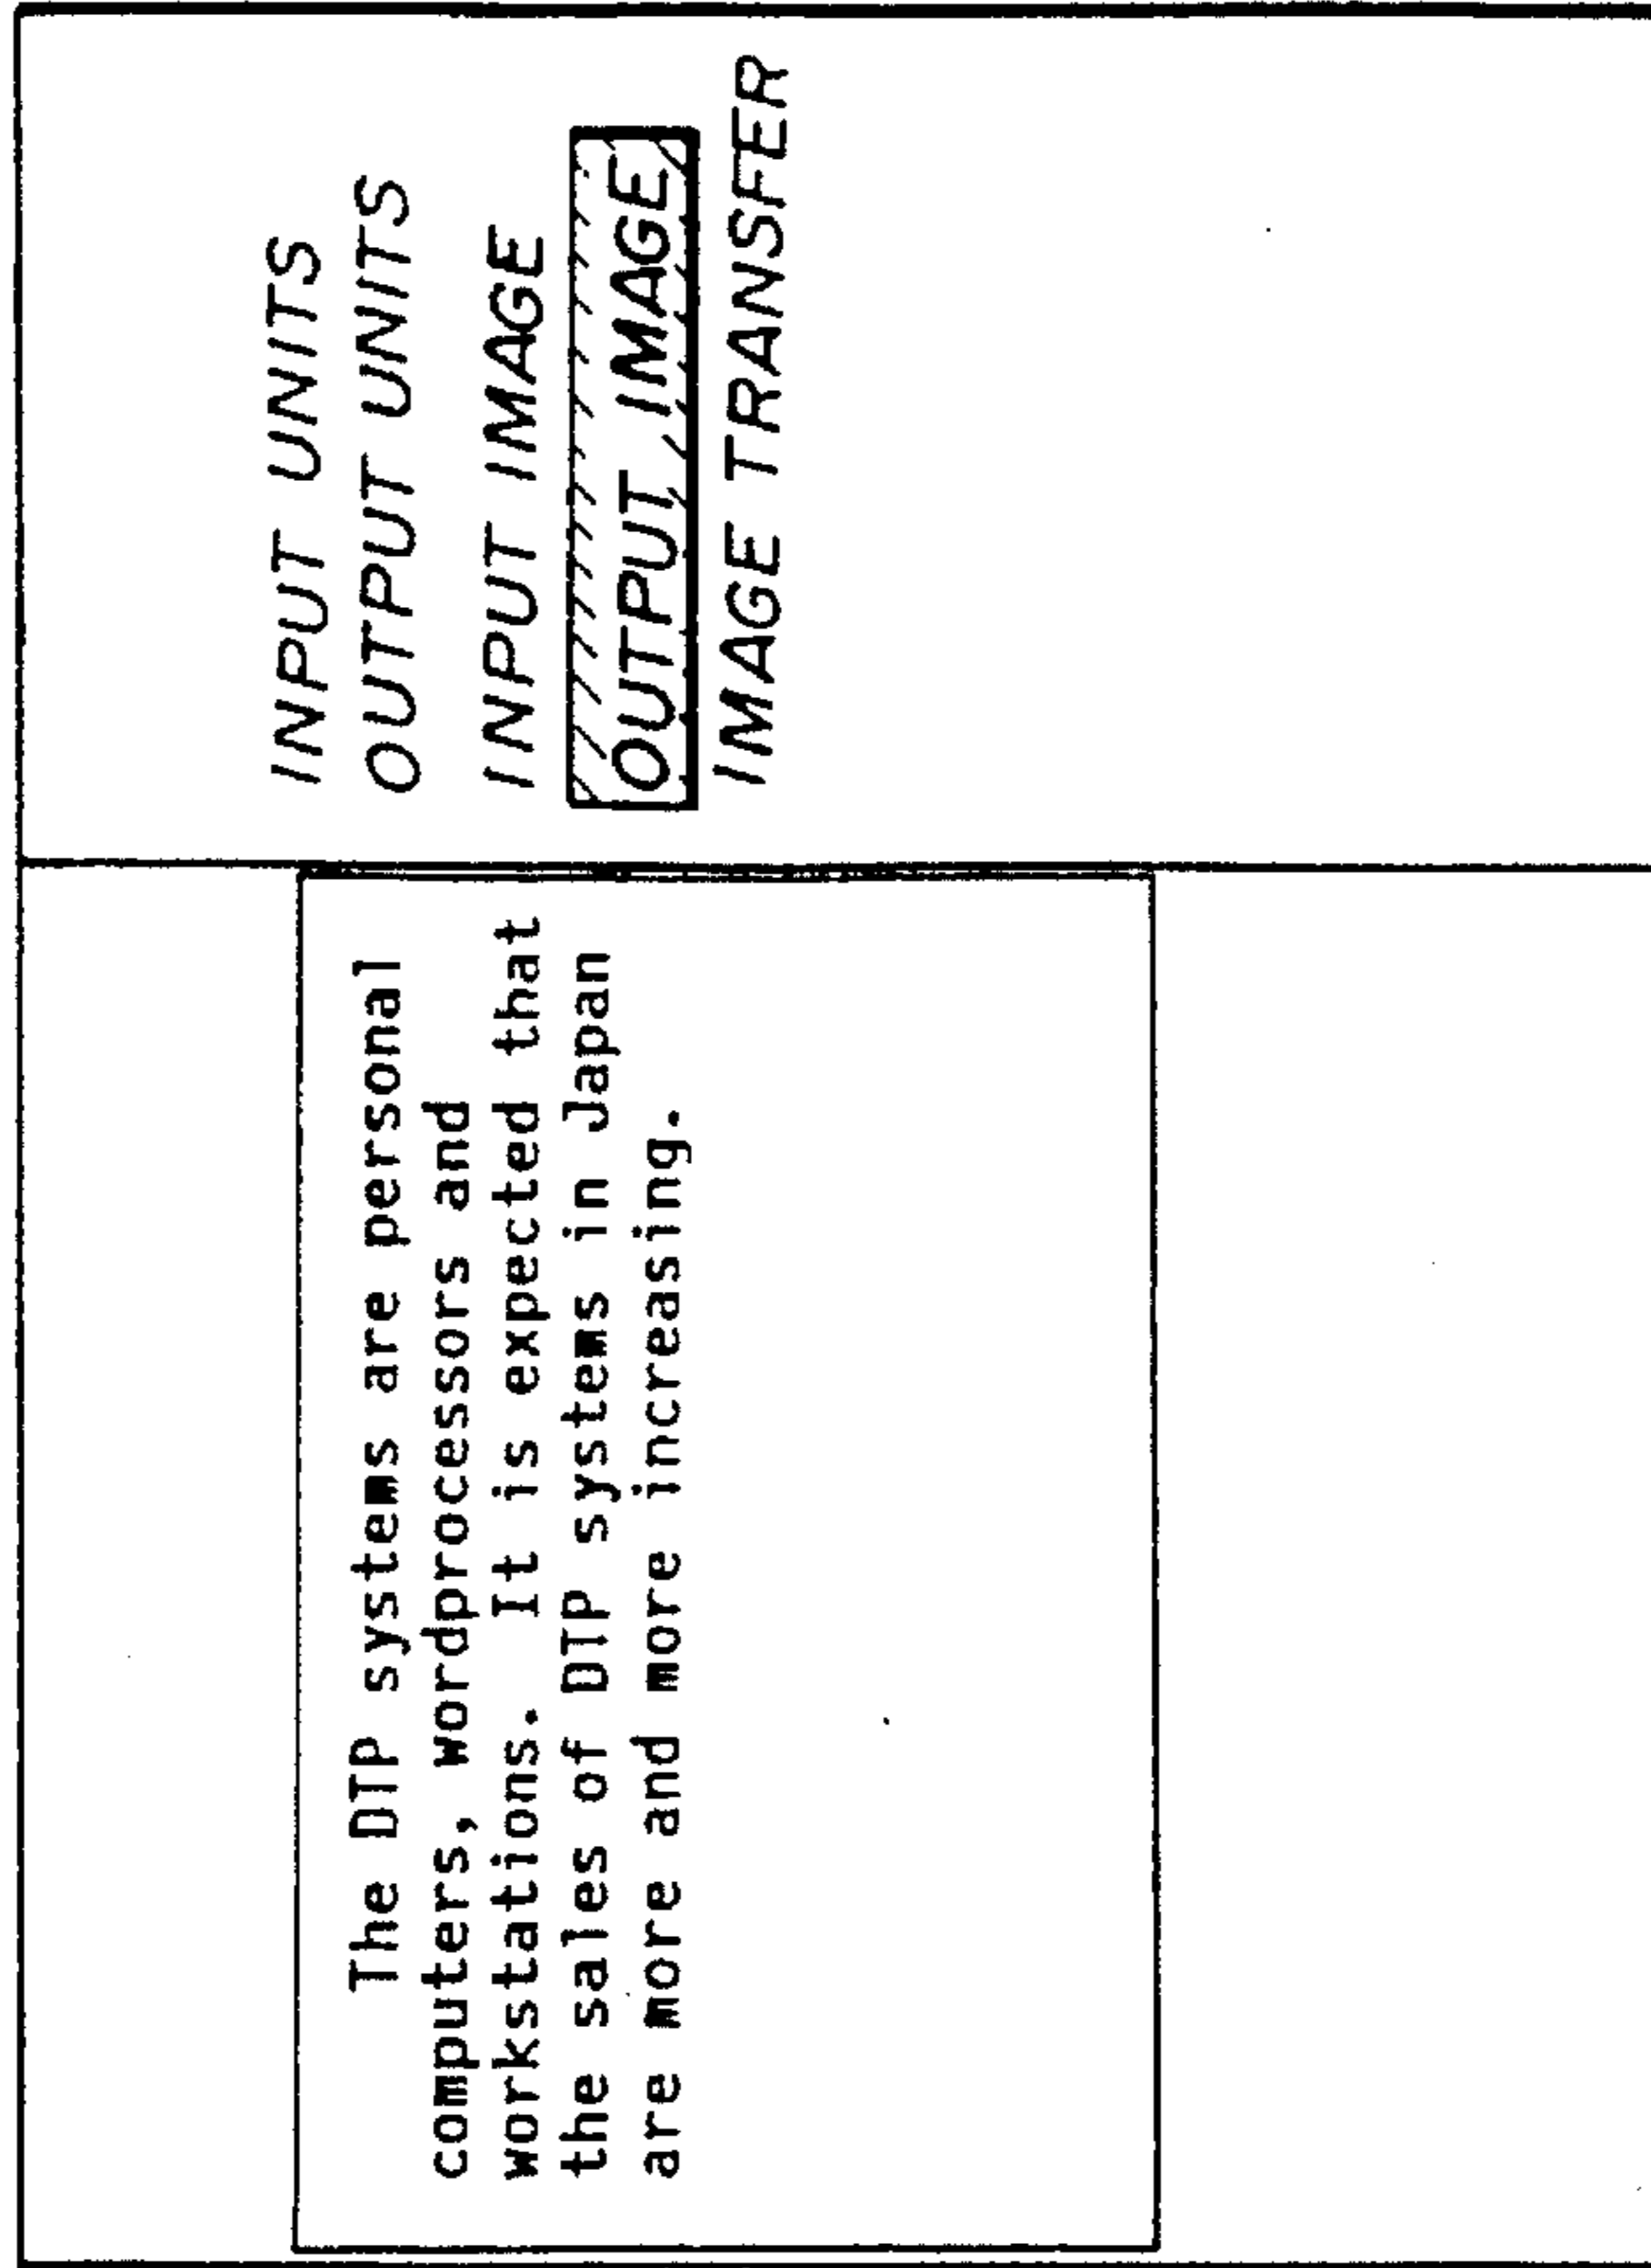 The DTP systems are personal
computers, wordprocessors and
workstations. It is expected that
the sales of DTP systems in Japan
are more and more increasing.
INPUT UNITS
OUTPUT UNITS
INPUT IMAGE
OUTPUT IMAGE
IMAGE TRANSFER